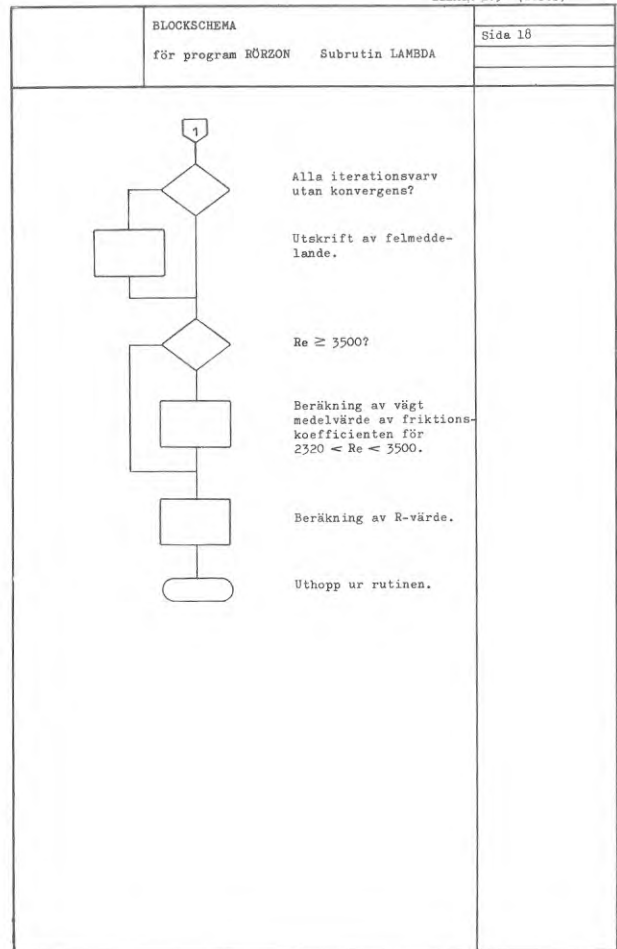 BLOCKSCHEMA
Sida 18
för program RÖRZON Subrutin LAMBDA
1
Alla iterationsvarv
utan konvergens?
Utskrift av felmedde-
lande.
Re ≥ 3500?
Beräkning av vägt
medelvärde av friktions-
koefficienten för
2320 < Re < 3500.
Beräkning av R-värde.
Uthopp ur rutinen.